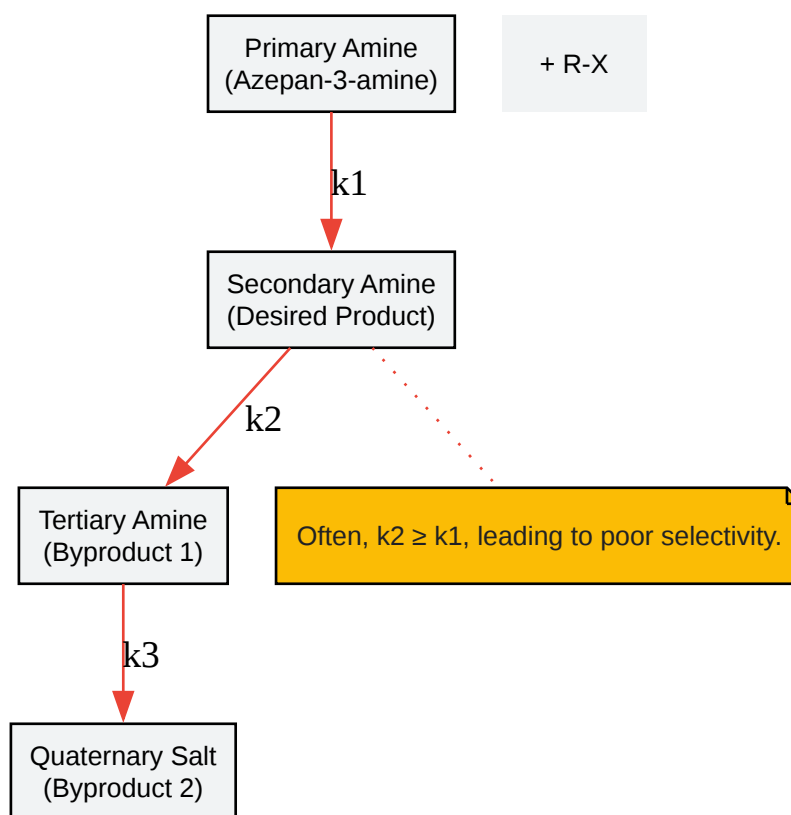 Primary Amine
(Azepan-3-amine)
+ R-X
k1
Secondary Amine
(Desired Product)
k2
Tertiary Amine
(Byproduct 1)
Often, k2 ≥ k1, leading to poor selectivity.
k3
Quaternary Salt
(Byproduct 2)